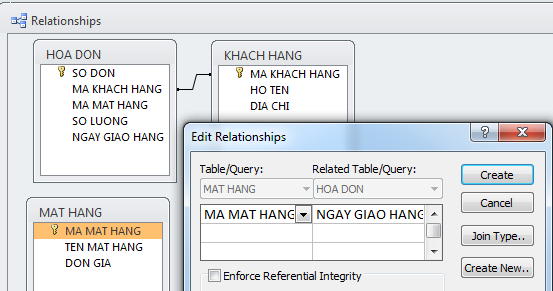 Relationships
HOA DON
SO DON
MA KHACH HANG
MA MAT HANG
SO LUONG
NGAY GIAO HANG
KHACH HANG
MA KHACH HANG
HO TEN
DIA CHI
MAT HANG
MA MAT HANG
TEN MAT HANG
DON GIA
Edit Relationships
Table/Query: Related Table/Query:
MAT HANG HOA DON
MA MAT HANG NGAY GIAO HANG
Enforce Referential Integrity
Create
Cancel
Join Type..
Create New..